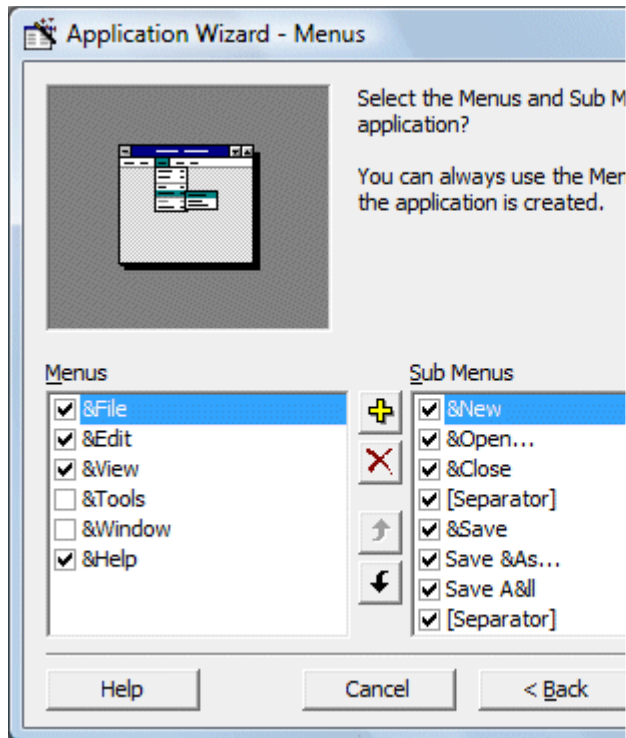 Application Wizard - Menus
Select the Menus and Sub M
application?
You can always use the Men
the application is created.
Menus
&File
&Edit
&View
&Tools
&Window
&Help
Sub Menus
&New
&Open...
&Close
[Separator]
&Save
Save &As...
Save A&ll
[Separator]
Help
Cancel
< Back